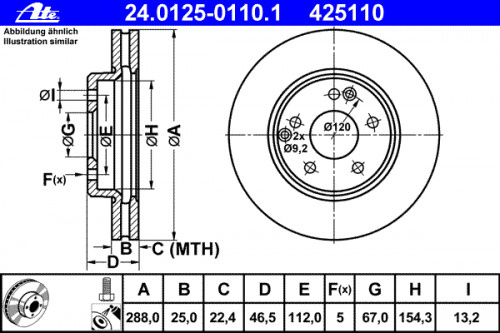 Ate
24.0125-0110.1 425110
Abbildung ähnlich
Illustration similar
ØI
ØG
ØE
ØH
ØA
F(x)
B
C (MTH)
D
Ø120
2x
Ø9,2
A B C D E F(x) G H I
288,0 25,0 22,4 46,5 112,0 5 67,0 154,3 13,2